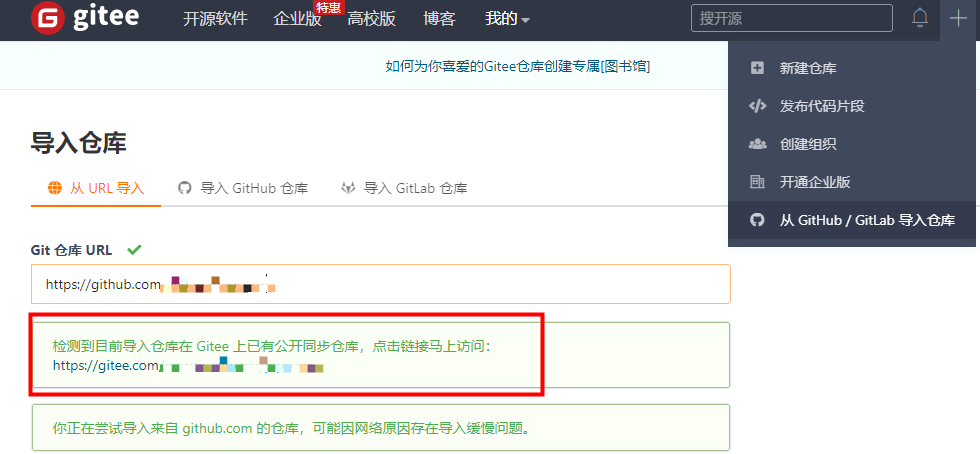 gitee
开源软件
企业版
特惠
高校版
博客
我的
搜开源
如何为你喜爱的Gitee仓库创建专属[图书馆]
新建仓库
发布代码片段
创建组织
开通企业版
从 GitHub / GitLab 导入仓库
导入仓库
从 URL 导入
导入 GitHub 仓库
导入 GitLab 仓库
Git 仓库 URL
https://github.com
检测到目前导入仓库在 Gitee 上已有公开同步仓库，点击链接马上访问：
https://gitee.com
你正在尝试导入来自 github.com 的仓库，可能因网络原因存在导入缓慢问题。